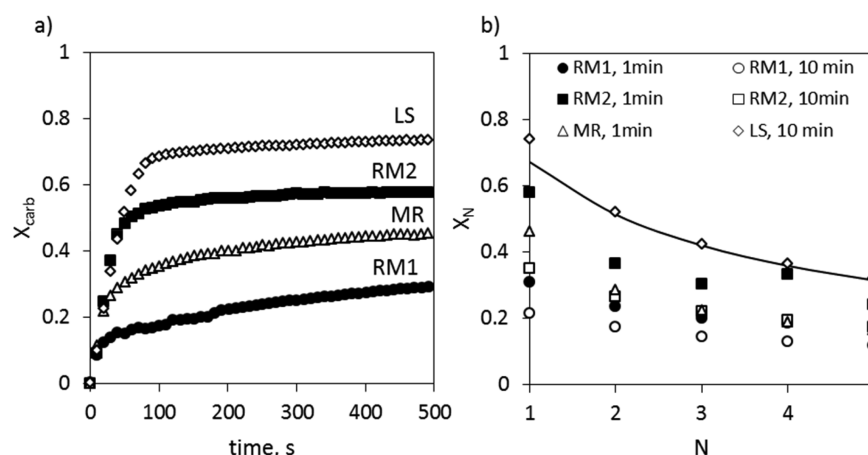 a)
1
0.8
0.6
0.4
0.2
0
X_carb
LS
RM2
MR
RM1
0 100 200 300 400 500
time, s
b)
1
0.8
0.6
0.4
0.2
0
X_N
RM1, 1min RM1, 10 min
RM2, 1min RM2, 10min
MR, 1min LS, 10 min
1 2 3 4
N